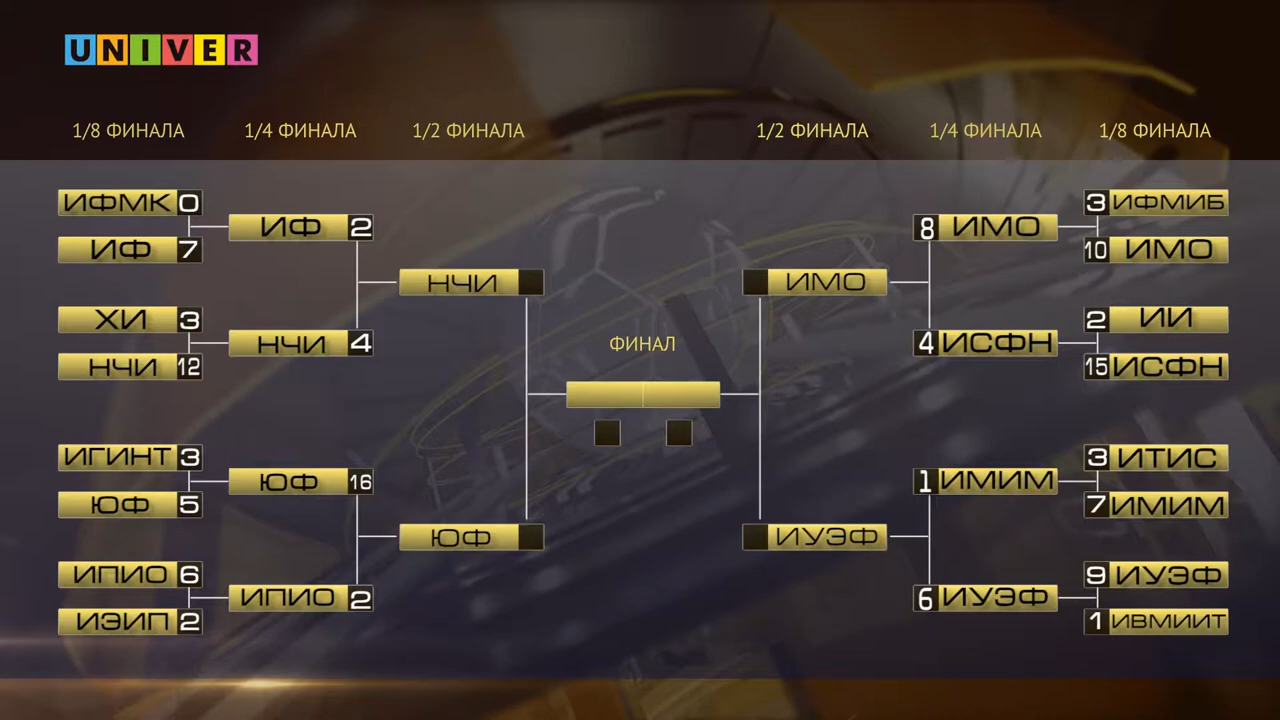 UNIVER
1/8 ФИНАЛА 1/4 ФИНАЛА 1/2 ФИНАЛА 1/2 ФИНАЛА 1/4 ФИНАЛА 1/8 ФИНАЛА
ИФМК 0 3 ИФМИБ
ИФ 2 8 ИМО
ИФ 7 10 ИМО
НЧИ ИМО
ХИ 3 2 ИИ
НЧИ 4 ФИНАЛ 4 ИСФН
НЧИ 12 15 ИСФН
ИГИНТ 3 3 ИТИС
ЮФ 16 1 ИМИМ
ЮФ 5 7 ИМИМ
ЮФ ИУЭФ
ИПИО 6 9 ИУЭФ
ИПИО 2 6 ИУЭФ
ИЭИП 2 1 ИВМИИТ